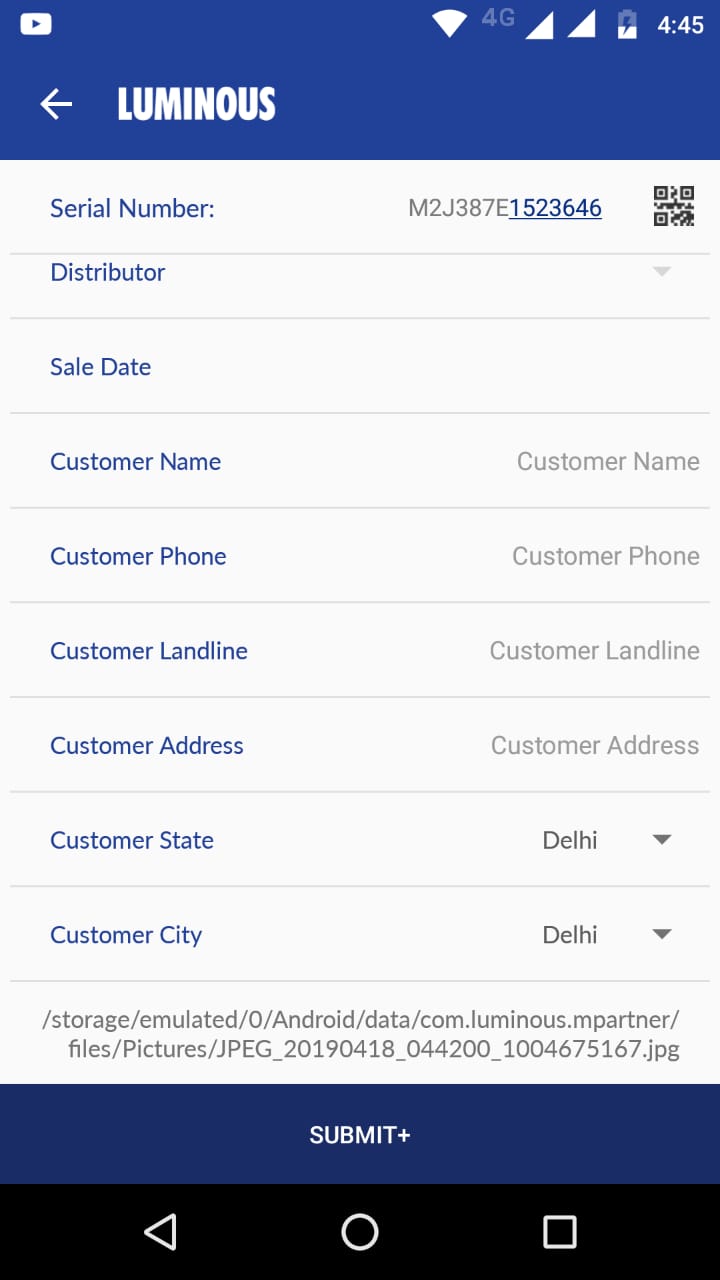 4G 4:45
LUMINOUS
Serial Number: M2J387E1523646
Distributor
Sale Date
Customer Name Customer Name
Customer Phone Customer Phone
Customer Landline Customer Landline
Customer Address Customer Address
Customer State Delhi
Customer City Delhi
/storage/emulated/0/Android/data/com.luminous.mpartner/
files/Pictures/JPEG_20190418_044200_1004675167.jpg
SUBMIT+